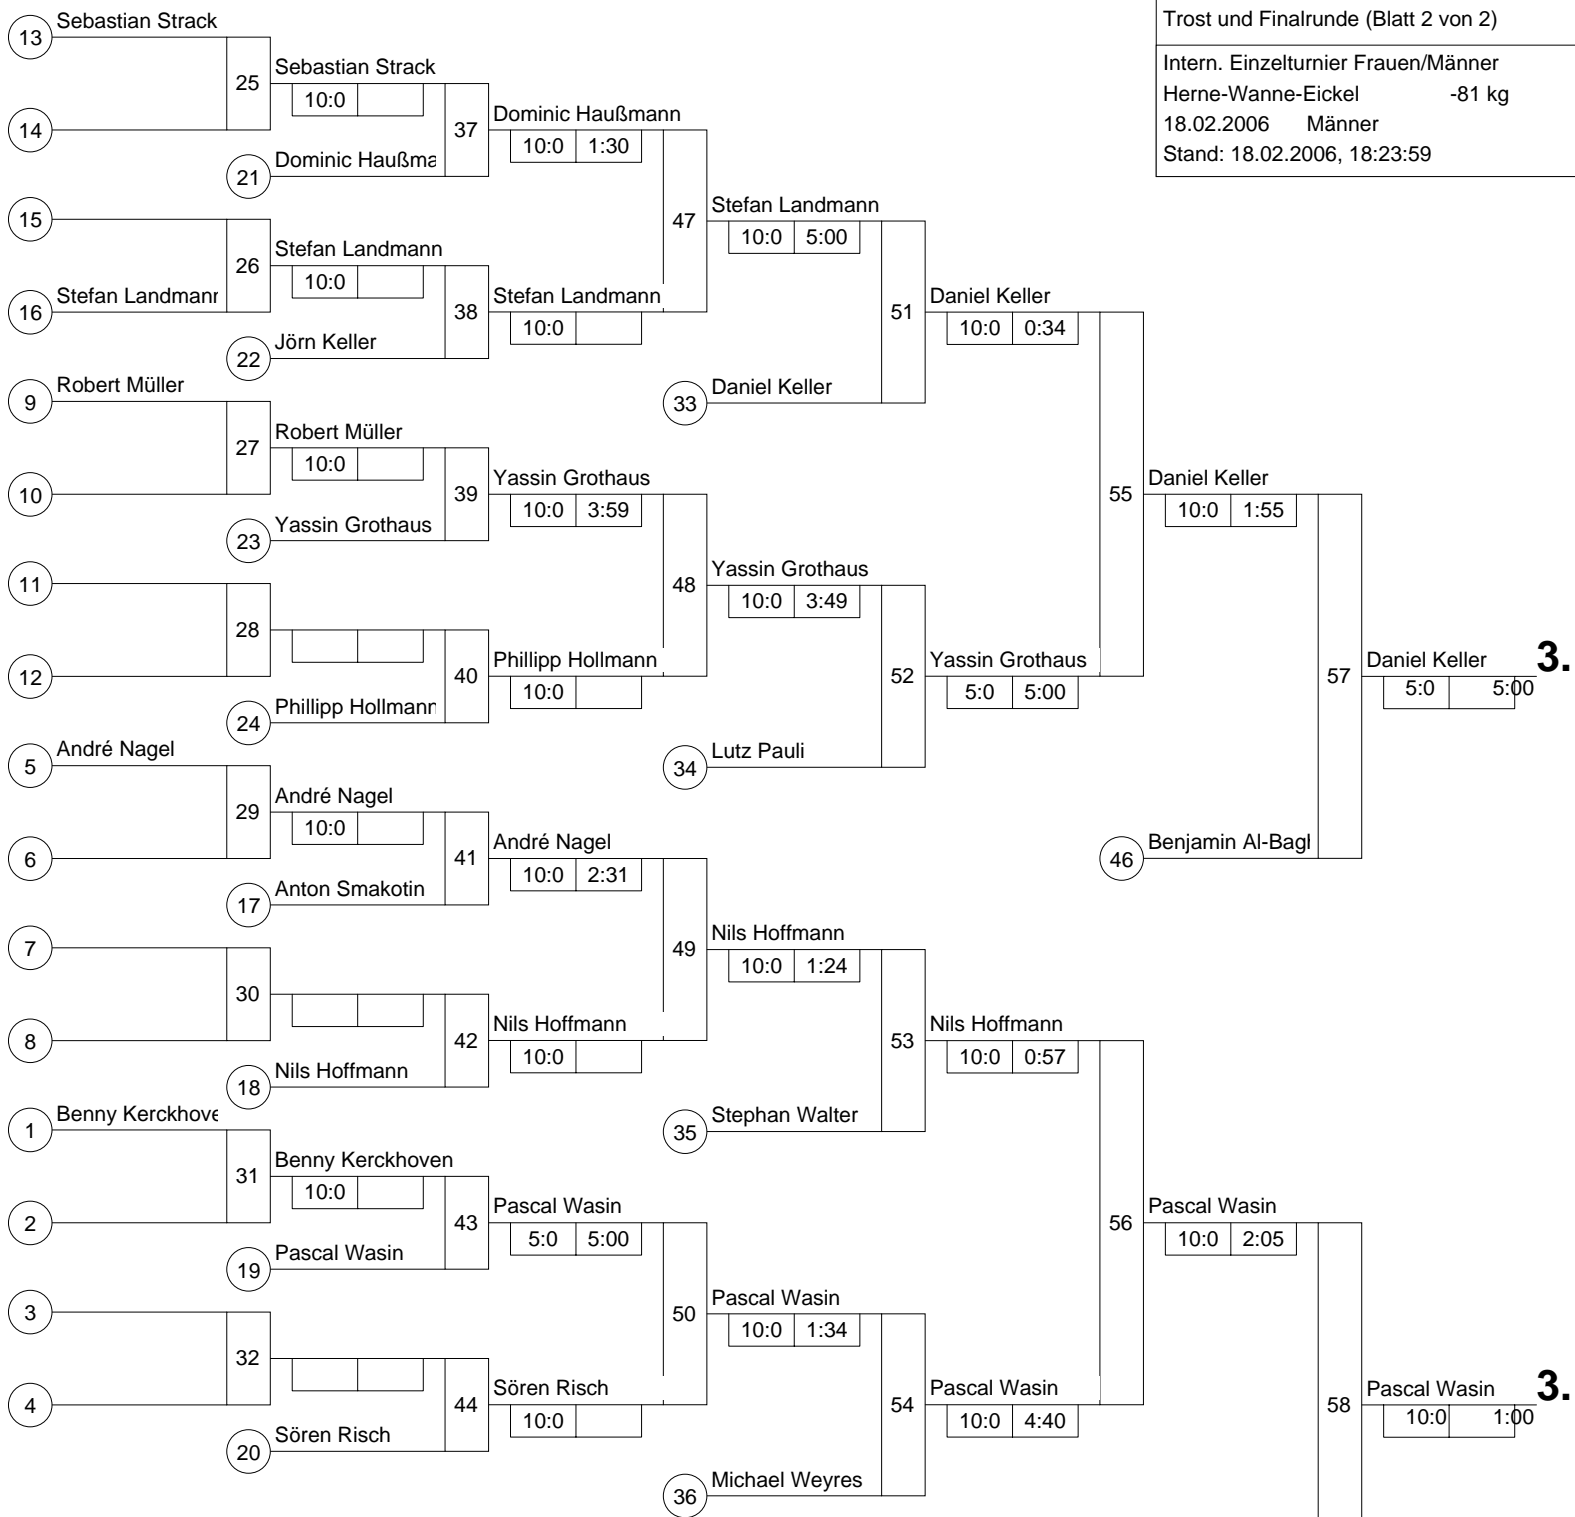 Trost und Finalrunde (Blatt 2 von 2)
Intern. Einzelturnier Frauen/Männer
Herne-Wanne-Eickel -81 kg
18.02.2006 Männer
Stand: 18.02.2006, 18:23:59
13 Sebastian Strack
14
25
Sebastian Strack
10:0
21 Dominic Haußma
37
Dominic Haußmann
10:0 1:30
15
16 Stefan Landmann
26
Stefan Landmann
10:0
22 Jörn Keller
38
Stefan Landmann
10:0
47
Stefan Landmann
10:0 5:00
33 Daniel Keller
51
Daniel Keller
10:0 0:34
9 Robert Müller
10
27
Robert Müller
10:0
23 Yassin Grothaus
39
Yassin Grothaus
10:0 3:59
11
12
28
24 Phillipp Hollmann
40
Phillipp Hollmann
10:0
48
Yassin Grothaus
10:0 3:49
34 Lutz Pauli
52
Yassin Grothaus
5:0 5:00
55
Daniel Keller
10:0 1:55
46 Benjamin Al-Bagh
57
Daniel Keller 3.
5:0 5:00
5 André Nagel
6
29
André Nagel
10:0
17 Anton Smakotin
41
André Nagel
10:0 2:31
7
8
30
18 Nils Hoffmann
42
Nils Hoffmann
10:0
49
Nils Hoffmann
10:0 1:24
35 Stephan Walter
53
Nils Hoffmann
10:0 0:57
1 Benny Kerckhove
2
31
Benny Kerckhoven
10:0
19 Pascal Wasin
43
Pascal Wasin
5:0 5:00
3
4
32
20 Sören Risch
44
Sören Risch
10:0
50
Pascal Wasin
10:0 1:34
36 Michael Weyres
54
Pascal Wasin
10:0 4:40
56
Pascal Wasin
10:0 2:05
58
Pascal Wasin 3.
10:0 1:00